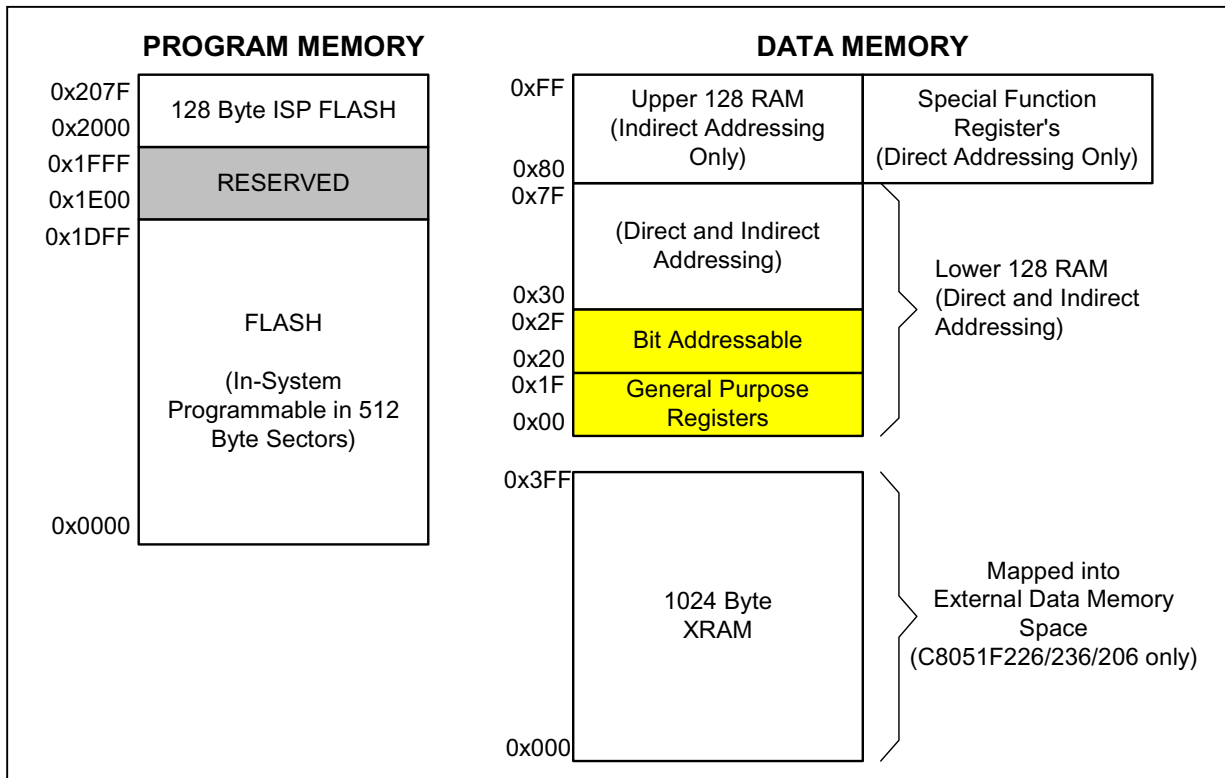 PROGRAM MEMORY
0x207F
128 Byte ISP FLASH
0x2000
0x1FFF
RESERVED
0x1E00
0x1DFF
FLASH
(In-System
Programmable in 512
Byte Sectors)
0x0000
DATA MEMORY
0xFF
Upper 128 RAM
(Indirect Addressing
Only)
0x80
Special Function
Register's
(Direct Addressing Only)
0x7F
(Direct and Indirect
Addressing)
0x30
0x2F
Bit Addressable
0x20
0x1F
General Purpose
Registers
0x00
Lower 128 RAM
(Direct and Indirect
Addressing)
0x3FF
1024 Byte
XRAM
0x000
Mapped into
External Data Memory
Space
(C8051F226/236/206 only)